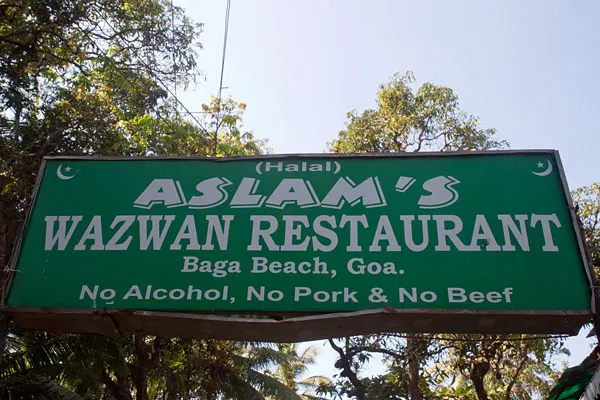 (Halal)
ASLAM'S
WAZWAN RESTAURANT
Baga Beach, Goa.
No Alcohol, No Pork & No Beef